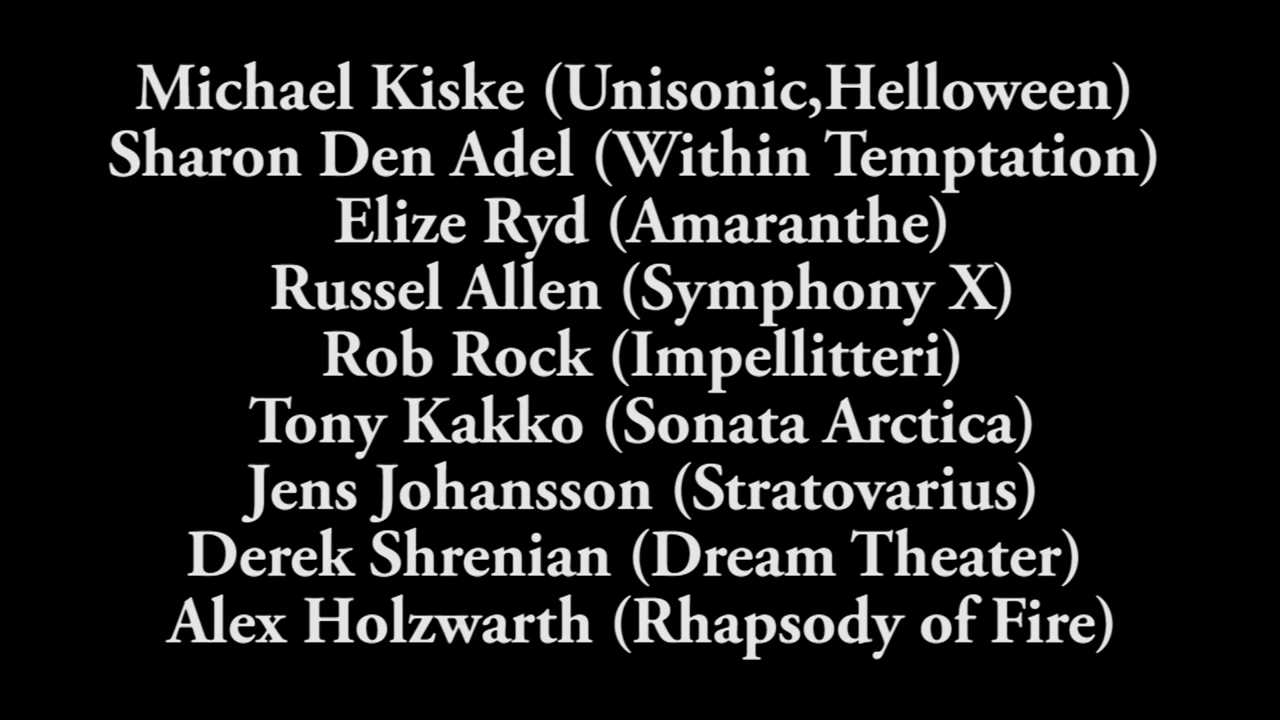 Michael Kiske (Unisonic,Helloween)
Sharon Den Adel (Within Temptation)
Elize Ryd (Amaranthe)
Russel Allen (Symphony X)
Rob Rock (Impellitteri)
Tony Kakko (Sonata Arctica)
Jens Johansson (Stratovarius)
Derek Shrenian (Dream Theater)
Alex Holzwarth (Rhapsody of Fire)